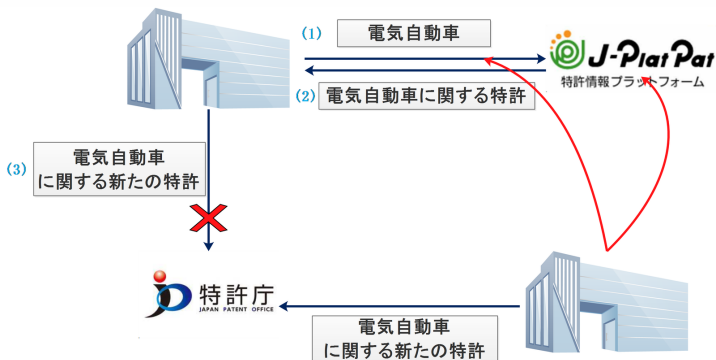 (1) 電気自動車
J-PlatPat
特許情報プラットフォーム
(2) 電気自動車に関する特許
(3) 電気自動車
に関する新たの特許
特許庁
JAPAN PATENT OFFICE
電気自動車
に関する新たの特許